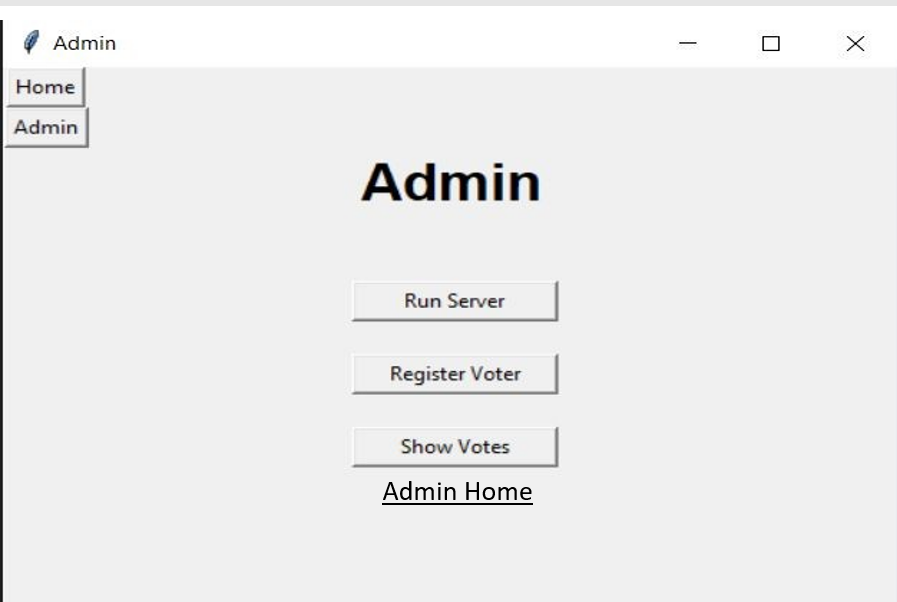 Admin
Home
Admin
Admin
Run Server
Register Voter
Show Votes
Admin Home